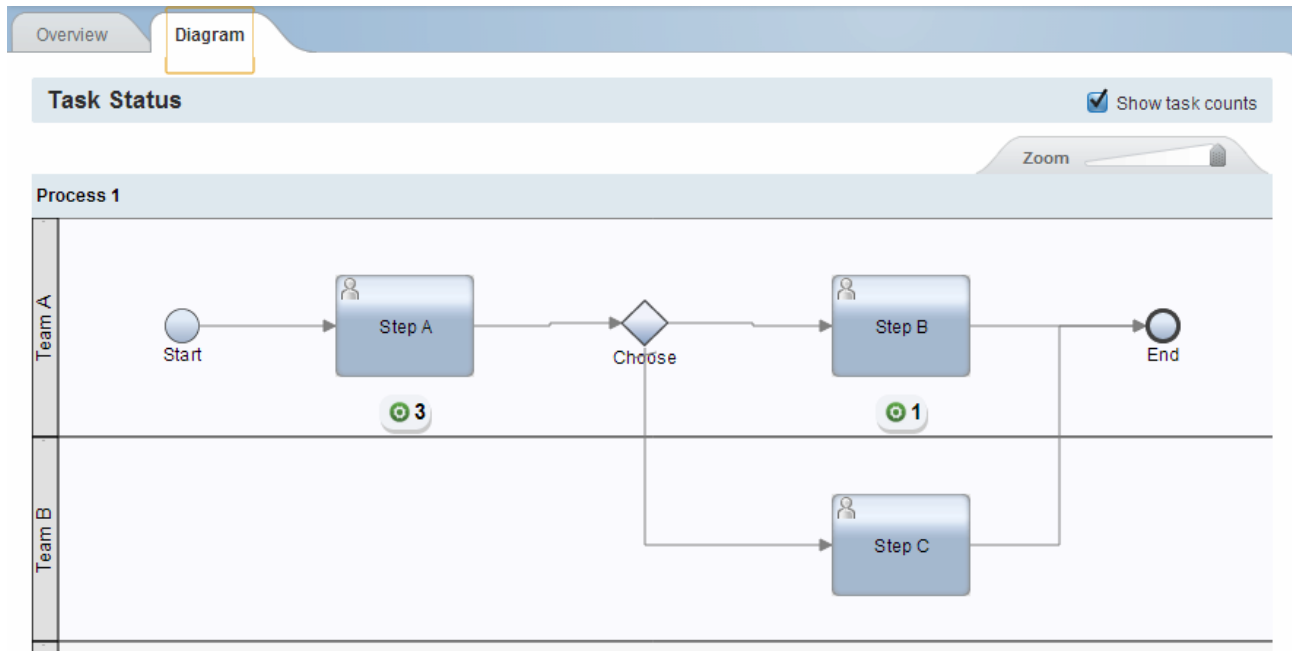 Overview
Diagram
Task Status
Show task counts
Zoom
Process 1
Team A
Start
Step A
3
Choose
Step B
1
End
Team B
Step C